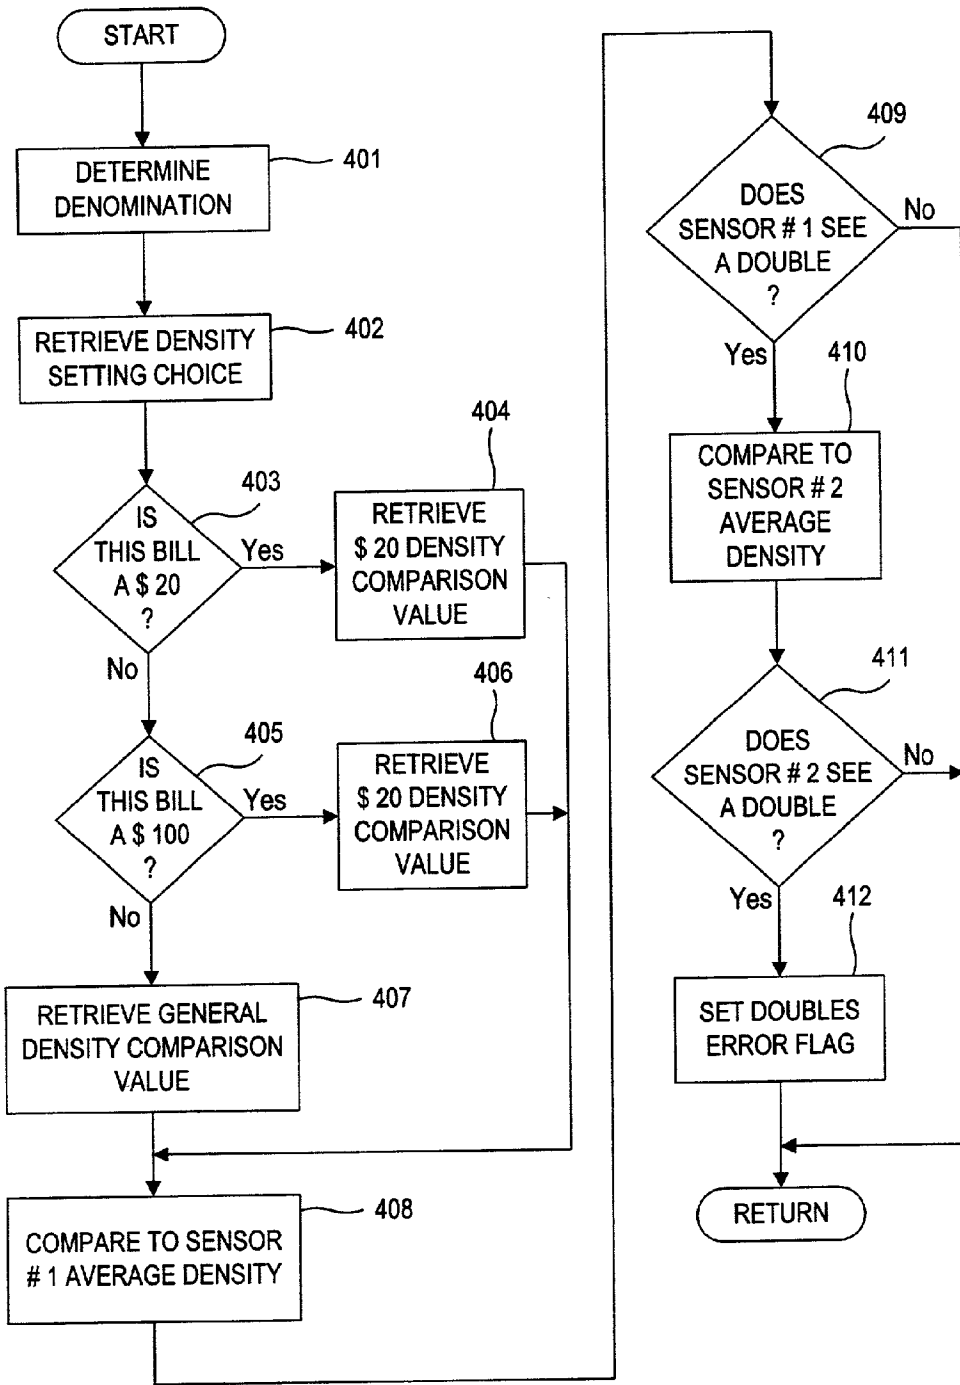 START
DETERMINE
DENOMINATION
401
RETRIEVE DENSITY
SETTING CHOICE
402
IS
THIS BILL
A $ 20
?
403
Yes
No
RETRIEVE
$ 20 DENSITY
COMPARISON
VALUE
404
IS
THIS BILL
A $ 100
?
405
Yes
No
RETRIEVE
$ 20 DENSITY
COMPARISON
VALUE
406
RETRIEVE GENERAL
DENSITY COMPARISON
VALUE
407
COMPARE TO SENSOR
# 1 AVERAGE DENSITY
408
DOES
SENSOR # 1 SEE
A DOUBLE
?
409
No
Yes
COMPARE TO
SENSOR # 2
AVERAGE
DENSITY
410
DOES
SENSOR # 2 SEE
A DOUBLE
?
411
No
Yes
SET DOUBLES
ERROR FLAG
412
RETURN